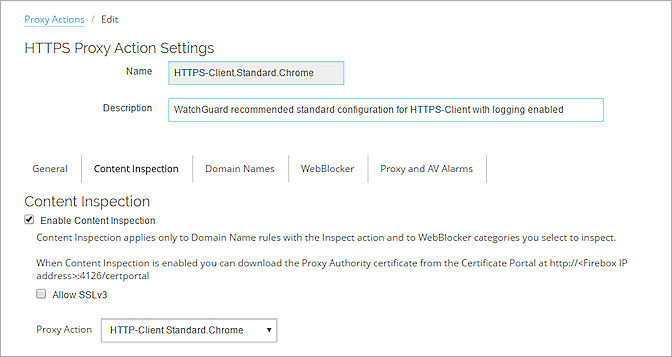 Proxy Actions / Edit
HTTPS Proxy Action Settings
Name HTTPS-Client.Standard.Chrome
Description WatchGuard recommended standard configuration for HTTPS-Client with logging enabled
General Content Inspection Domain Names WebBlocker Proxy and AV Alarms
Content Inspection
Enable Content Inspection
Content Inspection applies only to Domain Name rules with the Inspect action and to WebBlocker categories you select to inspect.
When Content Inspection is enabled you can download the Proxy Authority certificate from the Certificate Portal at http://<Firebox IP
address>:4126/certportal
Allow SSLv3
Proxy Action HTTP-Client.Standard.Chrome